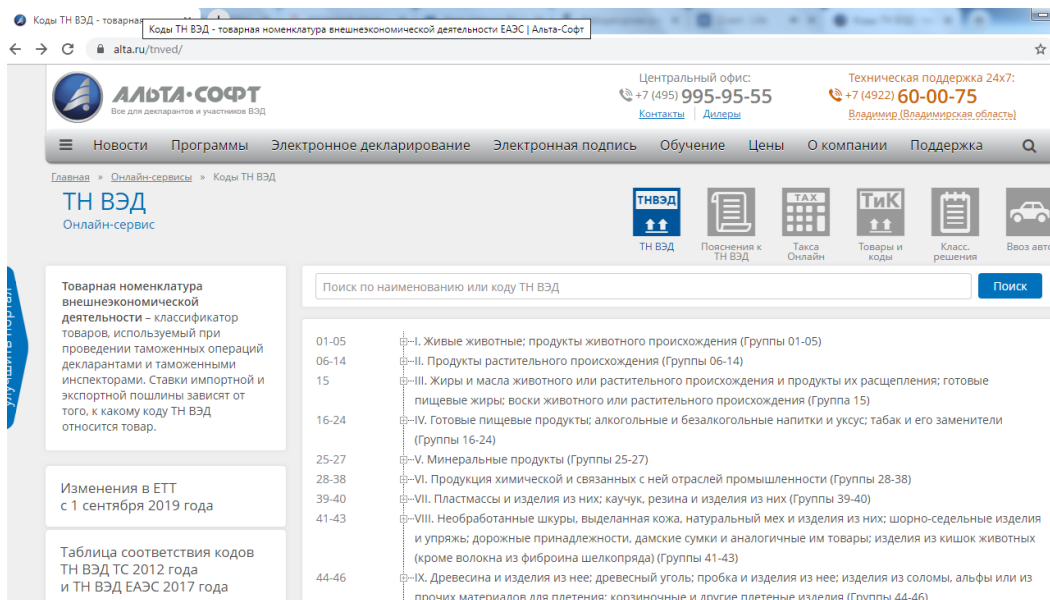 Коды ТН ВЭД - товарная
Коды ТН ВЭД - товарная номенклатура внешнеэкономической деятельности ЕАЭС | Альта-Софт
alta.ru/tnved/
АЛЬТА·СОФТ
Все для декларантов и участников ВЭД
Центральный офис:
+7 (495) 995-95-55
Контакты | Дилеры
Техническая поддержка 24x7:
+7 (4922) 60-00-75
Владимир (Владимирская область)
Новости Программы Электронное декларирование Электронная подпись Обучение Цены О компании Поддержка
Главная » Онлайн-сервисы » Коды ТН ВЭД
ТН ВЭД
Онлайн-сервис
ТНВЭД
TAX
ТиК
ТН ВЭД
Пояснения к
ТН ВЭД
Такса
Онлайн
Товары и
коды
Класс.
решения
Ввоз авто
улучшить портал
Товарная номенклатура
внешнеэкономической
деятельности – классификатор
товаров, используемый при
проведении таможенных операций
декларантами и таможенными
инспекторами. Ставки импортной и
экспортной пошлины зависят от
того, к какому коду ТН ВЭД
относится товар.
Изменения в ЕТТ
с 1 сентября 2019 года
Таблица соответствия кодов
ТН ВЭД ТС 2012 года
и ТН ВЭД ЕАЭС 2017 года
Поиск по наименованию или коду ТН ВЭД
Поиск
01-05 I. Живые животные; продукты животного происхождения (Группы 01-05)
06-14 II. Продукты растительного происхождения (Группы 06-14)
15 III. Жиры и масла животного или растительного происхождения и продукты их расщепления; готовые
пищевые жиры; воски животного или растительного происхождения (Группа 15)
16-24 IV. Готовые пищевые продукты; алкогольные и безалкогольные напитки и уксус; табак и его заменители
(Группы 16-24)
25-27 V. Минеральные продукты (Группы 25-27)
28-38 VI. Продукция химической и связанных с ней отраслей промышленности (Группы 28-38)
39-40 VII. Пластмассы и изделия из них; каучук, резина и изделия из них (Группы 39-40)
41-43 VIII. Необработанные шкуры, выделанная кожа, натуральный мех и изделия из них; шорно-седельные изделия
и упряжь; дорожные принадлежности, дамские сумки и аналогичные им товары; изделия из кишок животных
(кроме волокна из фиброина шелкопряда) (Группы 41-43)
44-46 IX. Древесина и изделия из нее; древесный уголь; пробка и изделия из нее; изделия из соломы, альфы или из
прочих материалов для плетения; корзиночные и другие плетеные изделия (Группы 44-46)